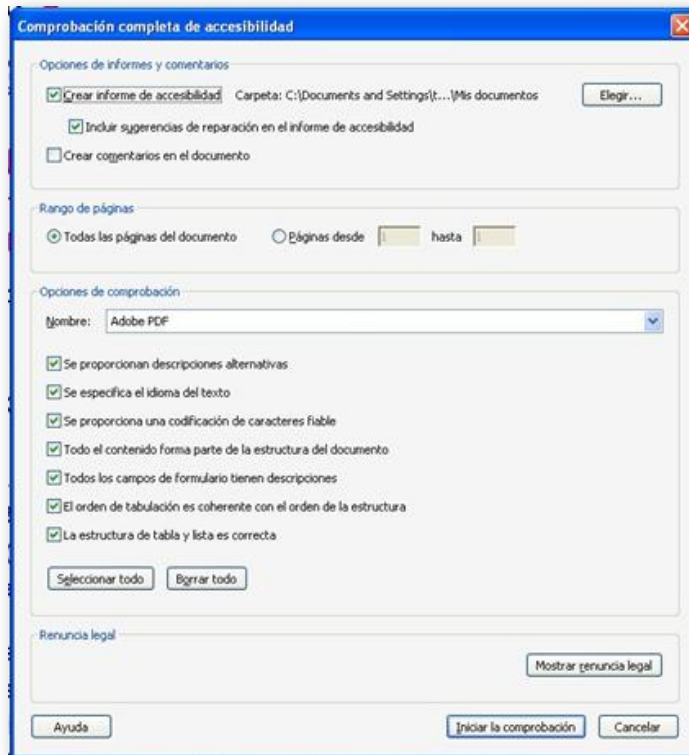 Comprobación completa de accesibilidad
Opciones de informes y comentarios
Crear informe de accesibilidad Carpeta: C:\Documents and Settings\t...\Mis documentos Elegir...
Incluir sugerencias de reparación en el informe de accesibilidad
Crear comentarios en el documento
Rango de páginas
Todas las páginas del documento Páginas desde 1 hasta 1
Opciones de comprobación
Nombre: Adobe PDF
Se proporcionan descripciones alternativas
Se especifica el idioma del texto
Se proporciona una codificación de caracteres fiable
Todo el contenido forma parte de la estructura del documento
Todos los campos de formulario tienen descripciones
El orden de tabulación es coherente con el orden de la estructura
La estructura de tabla y lista es correcta
Seleccionar todo Borrar todo
Renuncia legal
Mostrar renuncia legal
Ayuda Iniciar la comprobación Cancelar